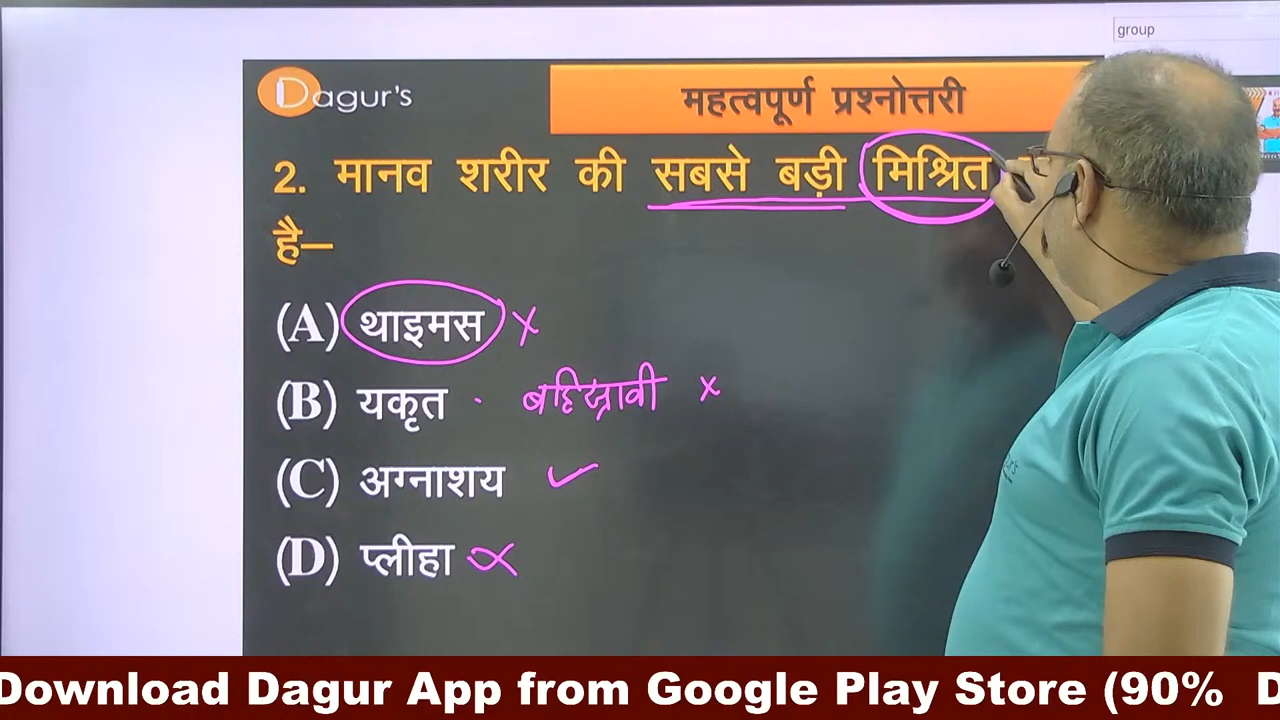 group
Dagur's
महत्वपूर्ण प्रश्नोत्तरी
2. मानव शरीर की सबसे बड़ी मिश्रित
है–
(A) थाइमस ×
(B) यकृत · बहिस्रावी ×
(C) अग्नाशय ✓
(D) प्लीहा ×
Download Dagur App from Google Play Store (90% D